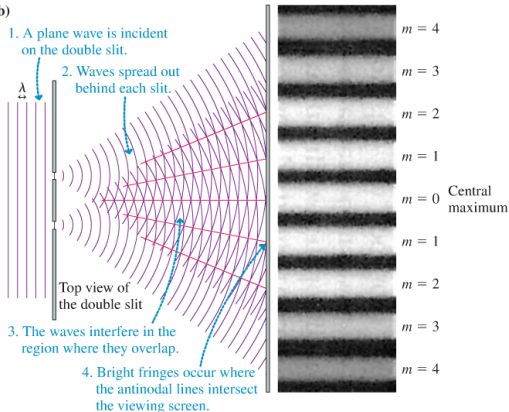 b)
1. A plane wave is incident
on the double slit.
2. Waves spread out
behind each slit.
λ
Top view of
the double slit
3. The waves interfere in the
region where they overlap.
4. Bright fringes occur where
the antinodal lines intersect
the viewing screen.
m = 4
m = 3
m = 2
m = 1
m = 0 Central
maximum
m = 1
m = 2
m = 3
m = 4